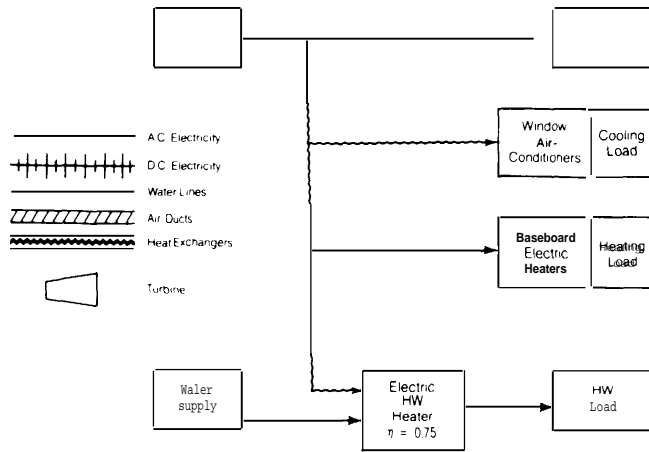 AC Electricity
DC Electricity
Water Lines
Air Ducts
Heat Exchangers
Turbine
Window
Air-
Conditioners
Cooling
Load
Baseboard
Electric
Heaters
Heating
Load
Waler
supply
Electric
HW
Heater
η = 0.75
HW
Load